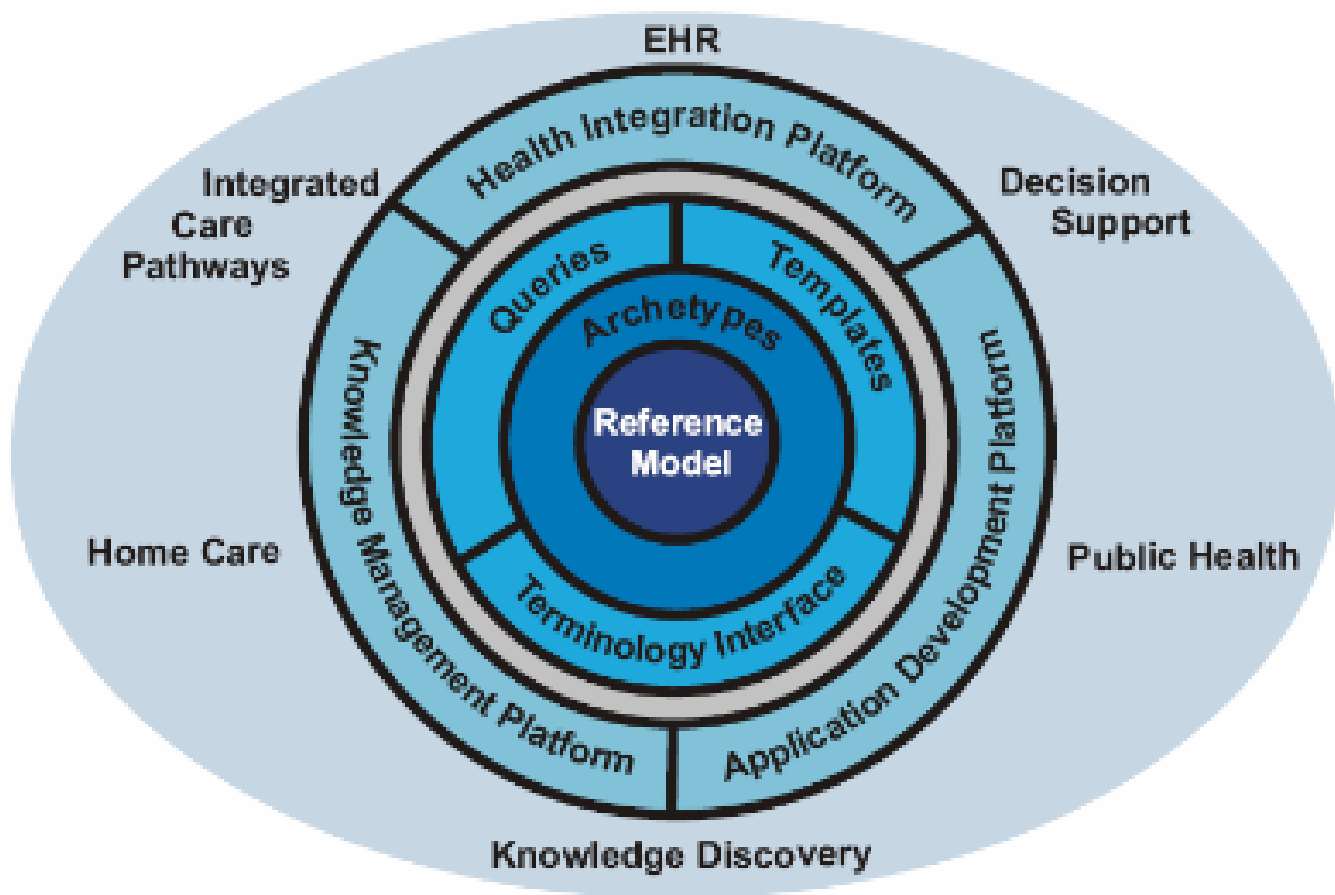 EHR
Health Integration Platform
Integrated
Care
Pathways
Decision
Support
Queries
Templates
Archetypes
Reference
Model
Knowledge Management Platform
Application Development Platform
Terminology Interface
Home Care
Public Health
Knowledge Discovery